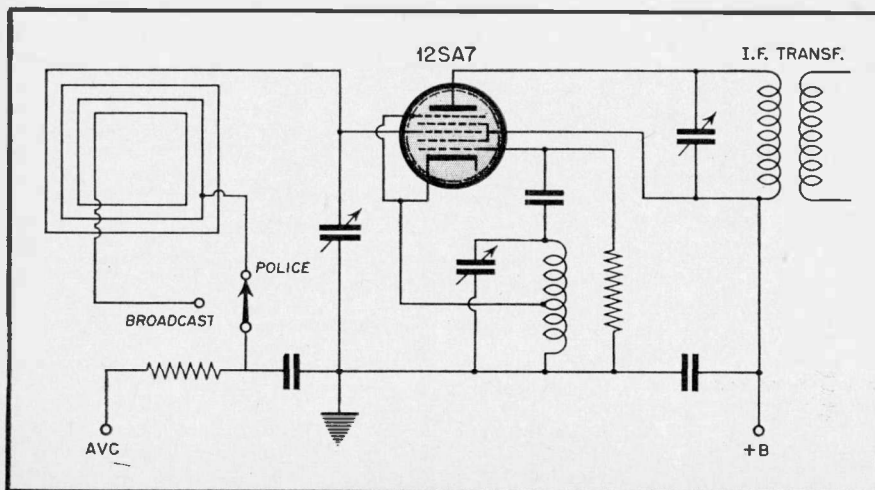 12SA7
I.F. TRANSF.
POLICE
BROADCAST
AVC
+B